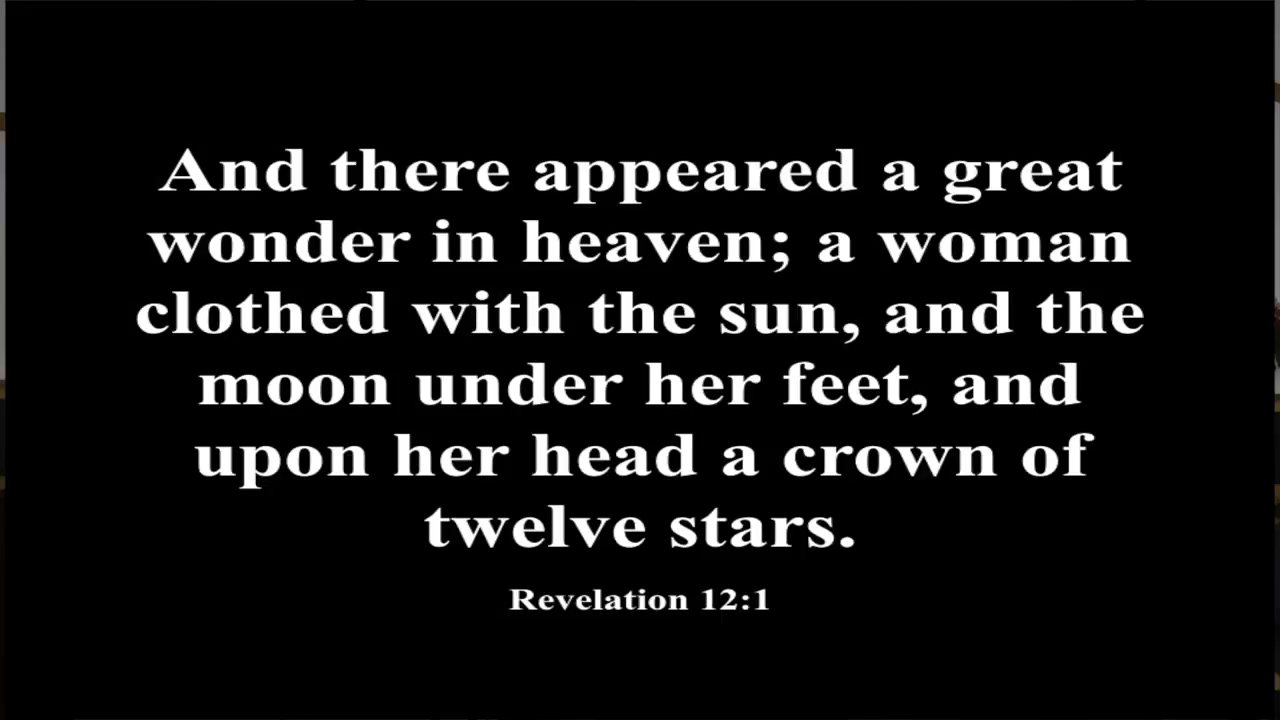 And there appeared a great
wonder in heaven; a woman
clothed with the sun, and the
moon under her feet, and
upon her head a crown of
twelve stars.
Revelation 12:1